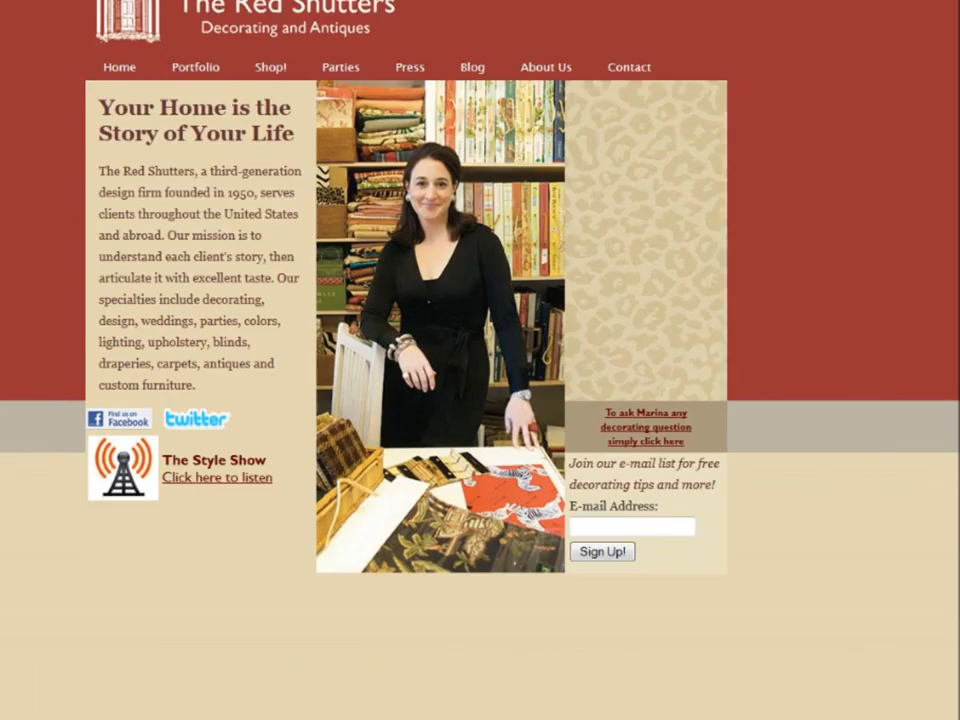 The Red Shutters
Decorating and Antiques
Home Portfolio Shop! Parties Press Blog About Us Contact
Your Home is the
Story of Your Life
The Red Shutters, a third-generation
design firm founded in 1950, serves
clients throughout the United States
and abroad. Our mission is to
understand each client's story, then
articulate it with excellent taste. Our
specialties include decorating,
design, weddings, parties, colors,
lighting, upholstery, blinds,
draperies, carpets, antiques and
custom furniture.
Find us on
Facebook
twitter
The Style Show
Click here to listen
To ask Marina any
decorating question
simply click here
Join our e-mail list for free
decorating tips and more!
E-mail Address:
Sign Up!